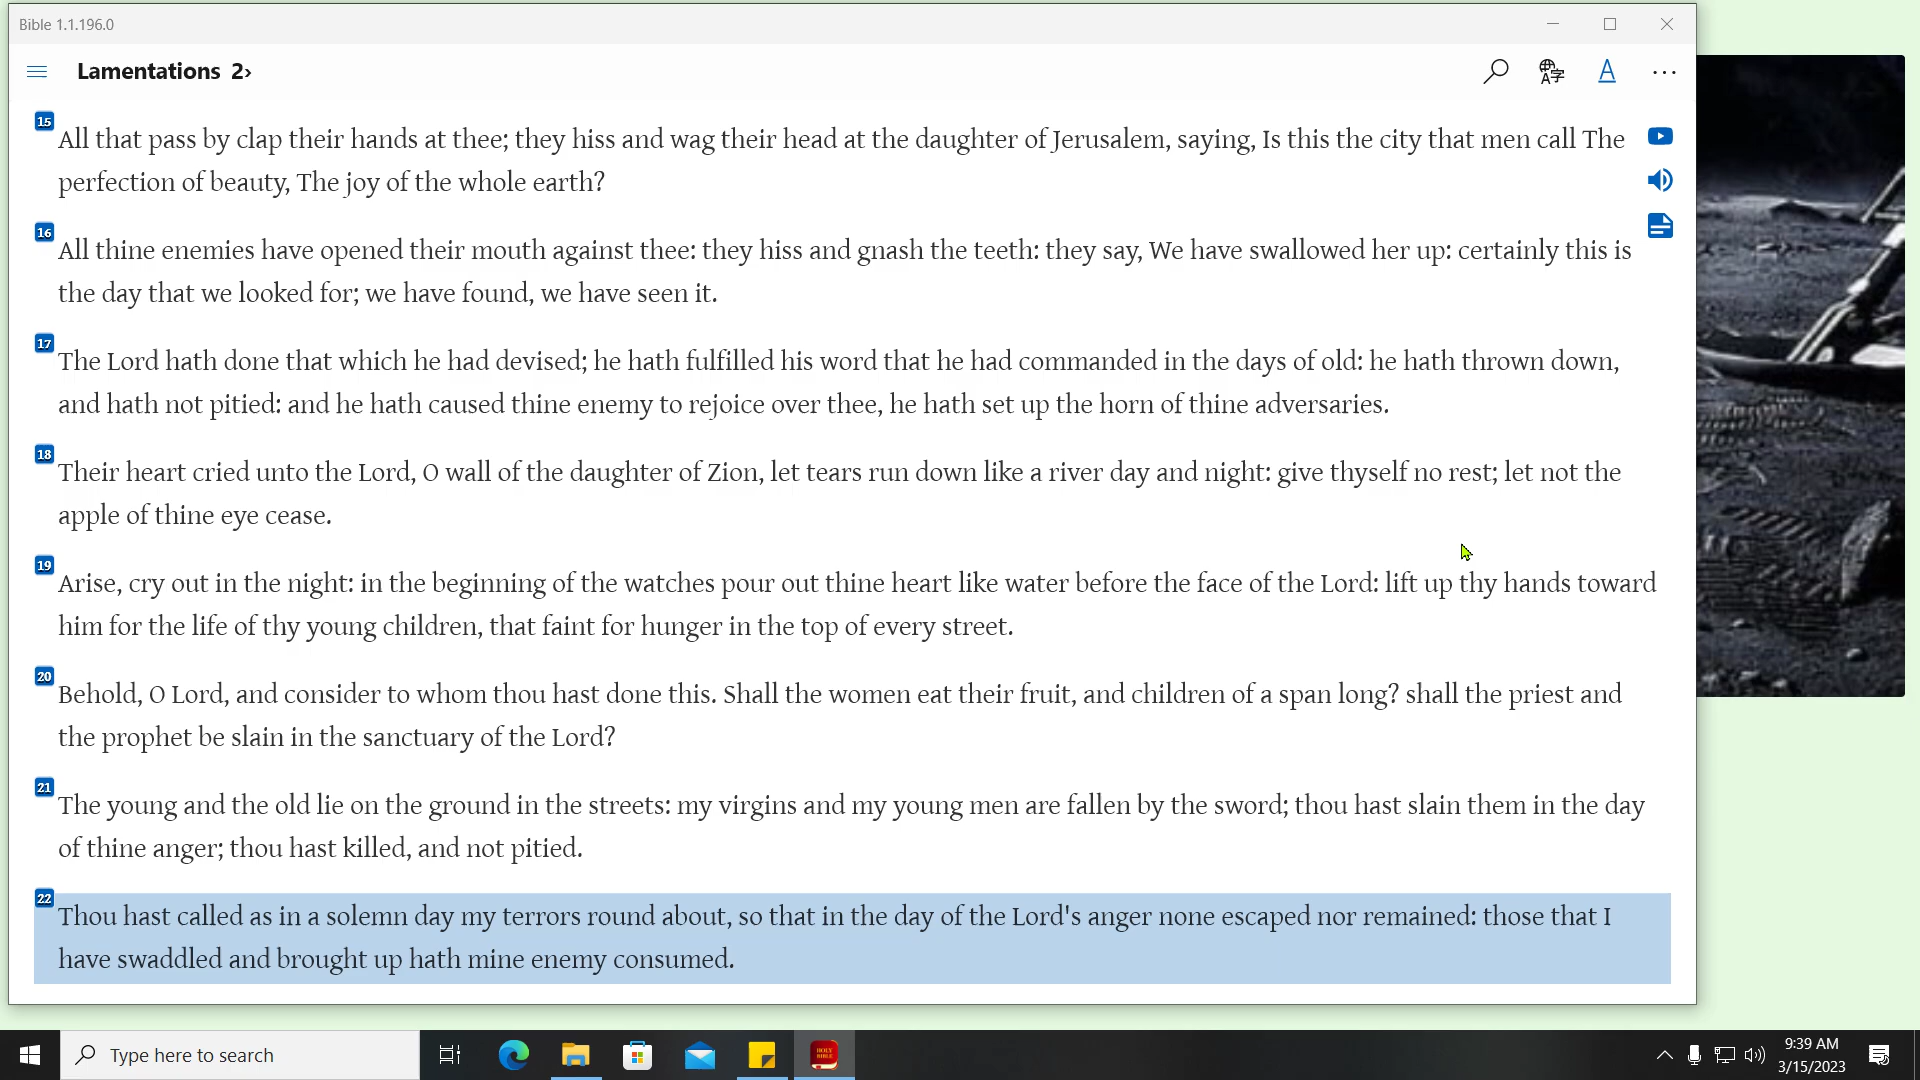 Bible 1.1.196.0
Lamentations 2›
15
All that pass by clap their hands at thee; they hiss and wag their head at the daughter of Jerusalem, saying, Is this the city that men call The
perfection of beauty, The joy of the whole earth?
16
All thine enemies have opened their mouth against thee: they hiss and gnash the teeth: they say, We have swallowed her up: certainly this is
the day that we looked for; we have found, we have seen it.
17
The Lord hath done that which he had devised; he hath fulfilled his word that he had commanded in the days of old: he hath thrown down,
and hath not pitied: and he hath caused thine enemy to rejoice over thee, he hath set up the horn of thine adversaries.
18
Their heart cried unto the Lord, O wall of the daughter of Zion, let tears run down like a river day and night: give thyself no rest; let not the
apple of thine eye cease.
19
Arise, cry out in the night: in the beginning of the watches pour out thine heart like water before the face of the Lord: lift up thy hands toward
him for the life of thy young children, that faint for hunger in the top of every street.
20
Behold, O Lord, and consider to whom thou hast done this. Shall the women eat their fruit, and children of a span long? shall the priest and
the prophet be slain in the sanctuary of the Lord?
21
The young and the old lie on the ground in the streets: my virgins and my young men are fallen by the sword; thou hast slain them in the day
of thine anger; thou hast killed, and not pitied.
22
Thou hast called as in a solemn day my terrors round about, so that in the day of the Lord's anger none escaped nor remained: those that I
have swaddled and brought up hath mine enemy consumed.
Type here to search
HOLY
BIBLE
9:39 AM
3/15/2023